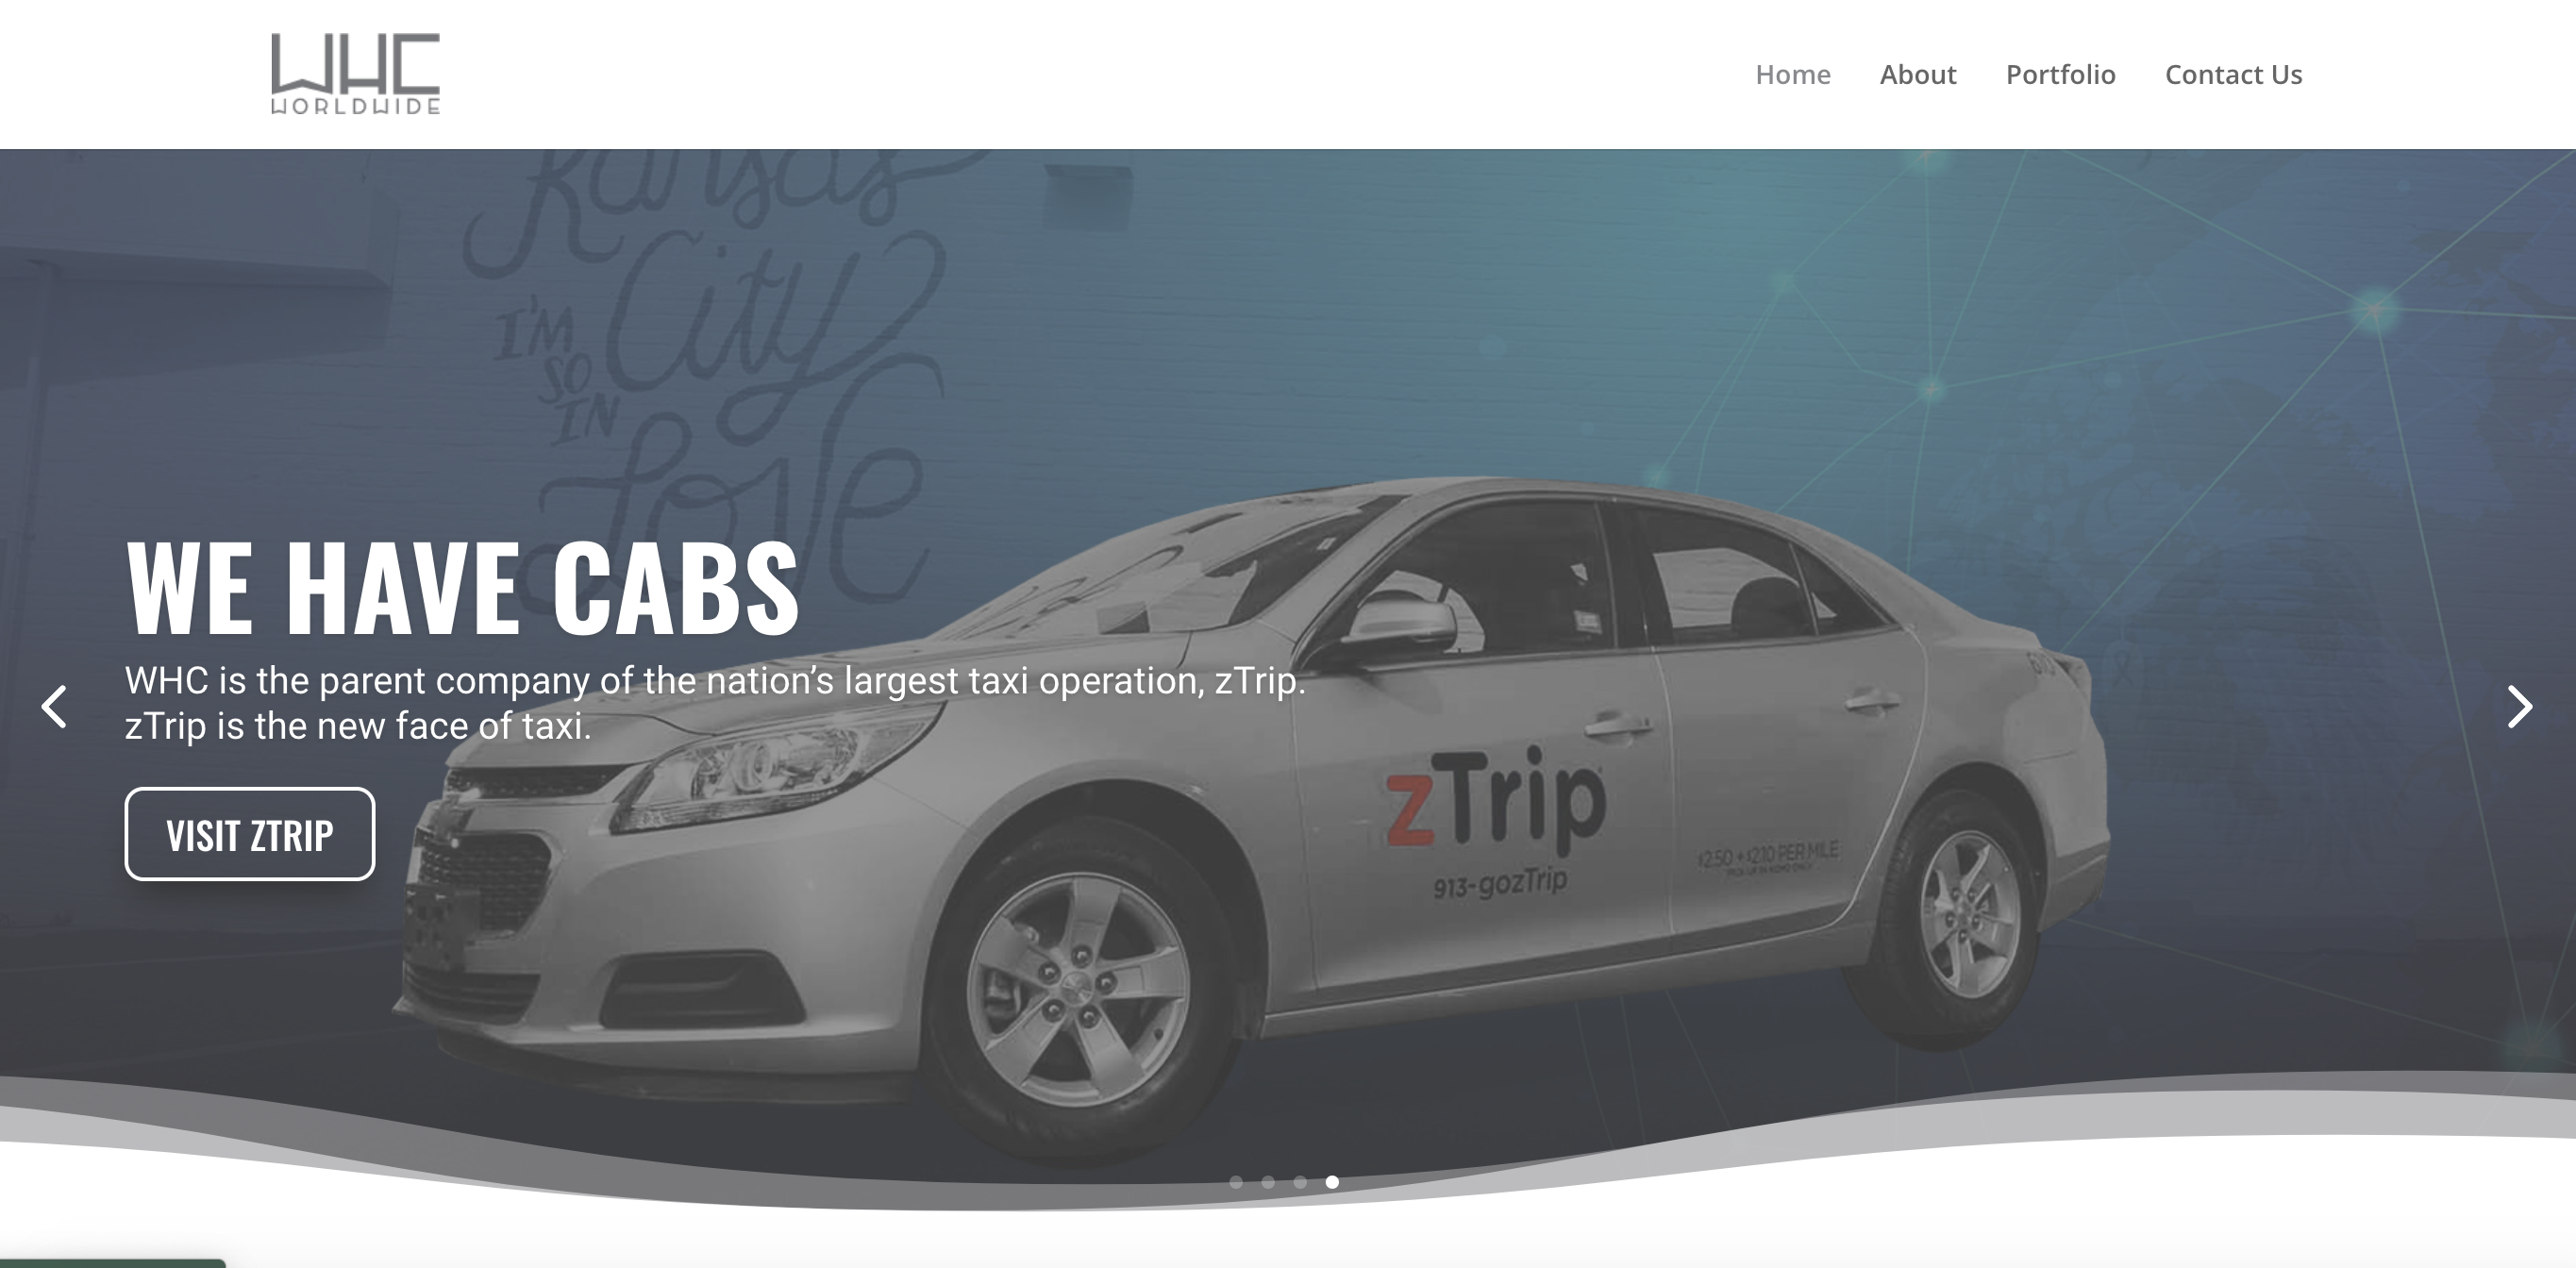 WHC
WORLDWIDE
Home About Portfolio Contact Us
Kansas
City
I'M
SO
IN
Love
WE HAVE CABS
WHC is the parent company of the nation’s largest taxi operation, zTrip.
zTrip is the new face of taxi.
VISIT ZTRIP
zTrip
913-gozTrip
$2.50 + $2.10 PER MILE